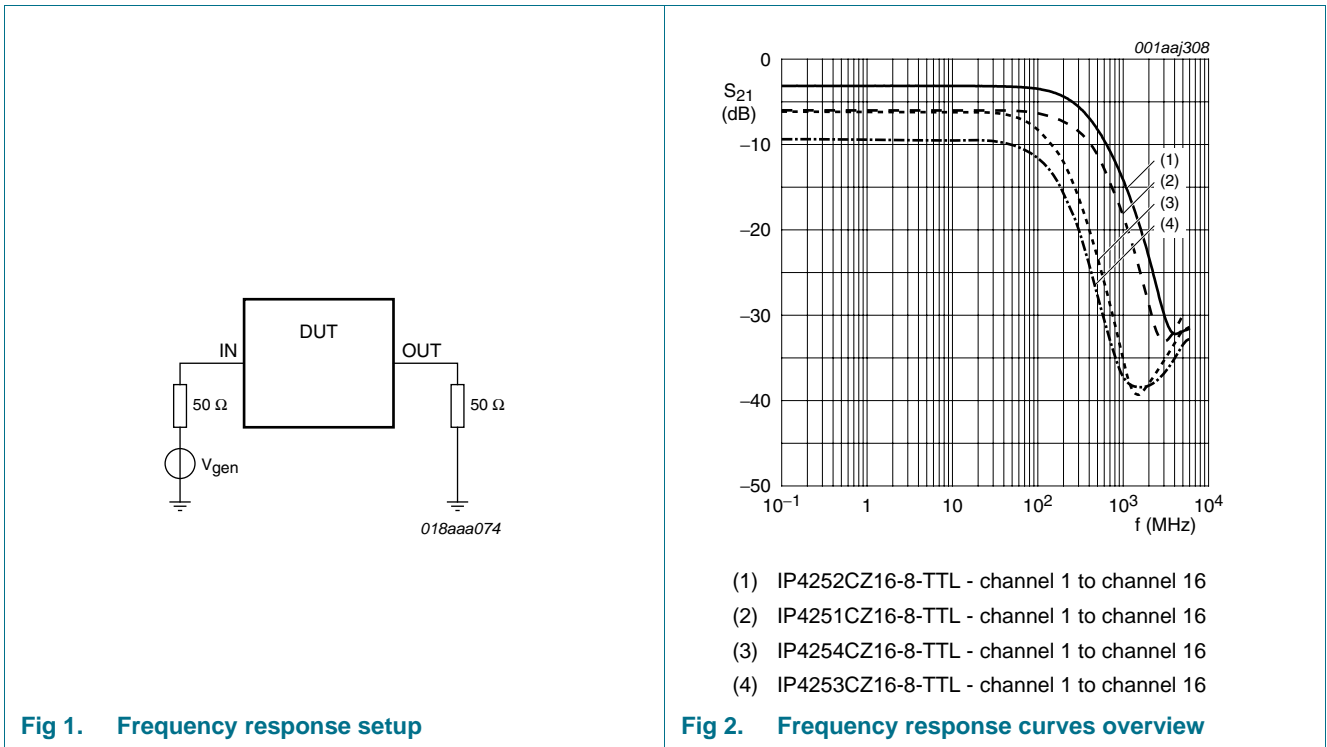 IN
DUT
OUT
50 Ω
50 Ω
Vgen
018aaa074
Fig 1. Frequency response setup
001aaj308
S21
(dB)
0
−10
−20
−30
−40
−50
(1)
(2)
(3)
(4)
10−1
1
10
10²
10³
10⁴
f (MHz)
(1) IP4252CZ16-8-TTL - channel 1 to channel 16
(2) IP4251CZ16-8-TTL - channel 1 to channel 16
(3) IP4254CZ16-8-TTL - channel 1 to channel 16
(4) IP4253CZ16-8-TTL - channel 1 to channel 16
Fig 2. Frequency response curves overview